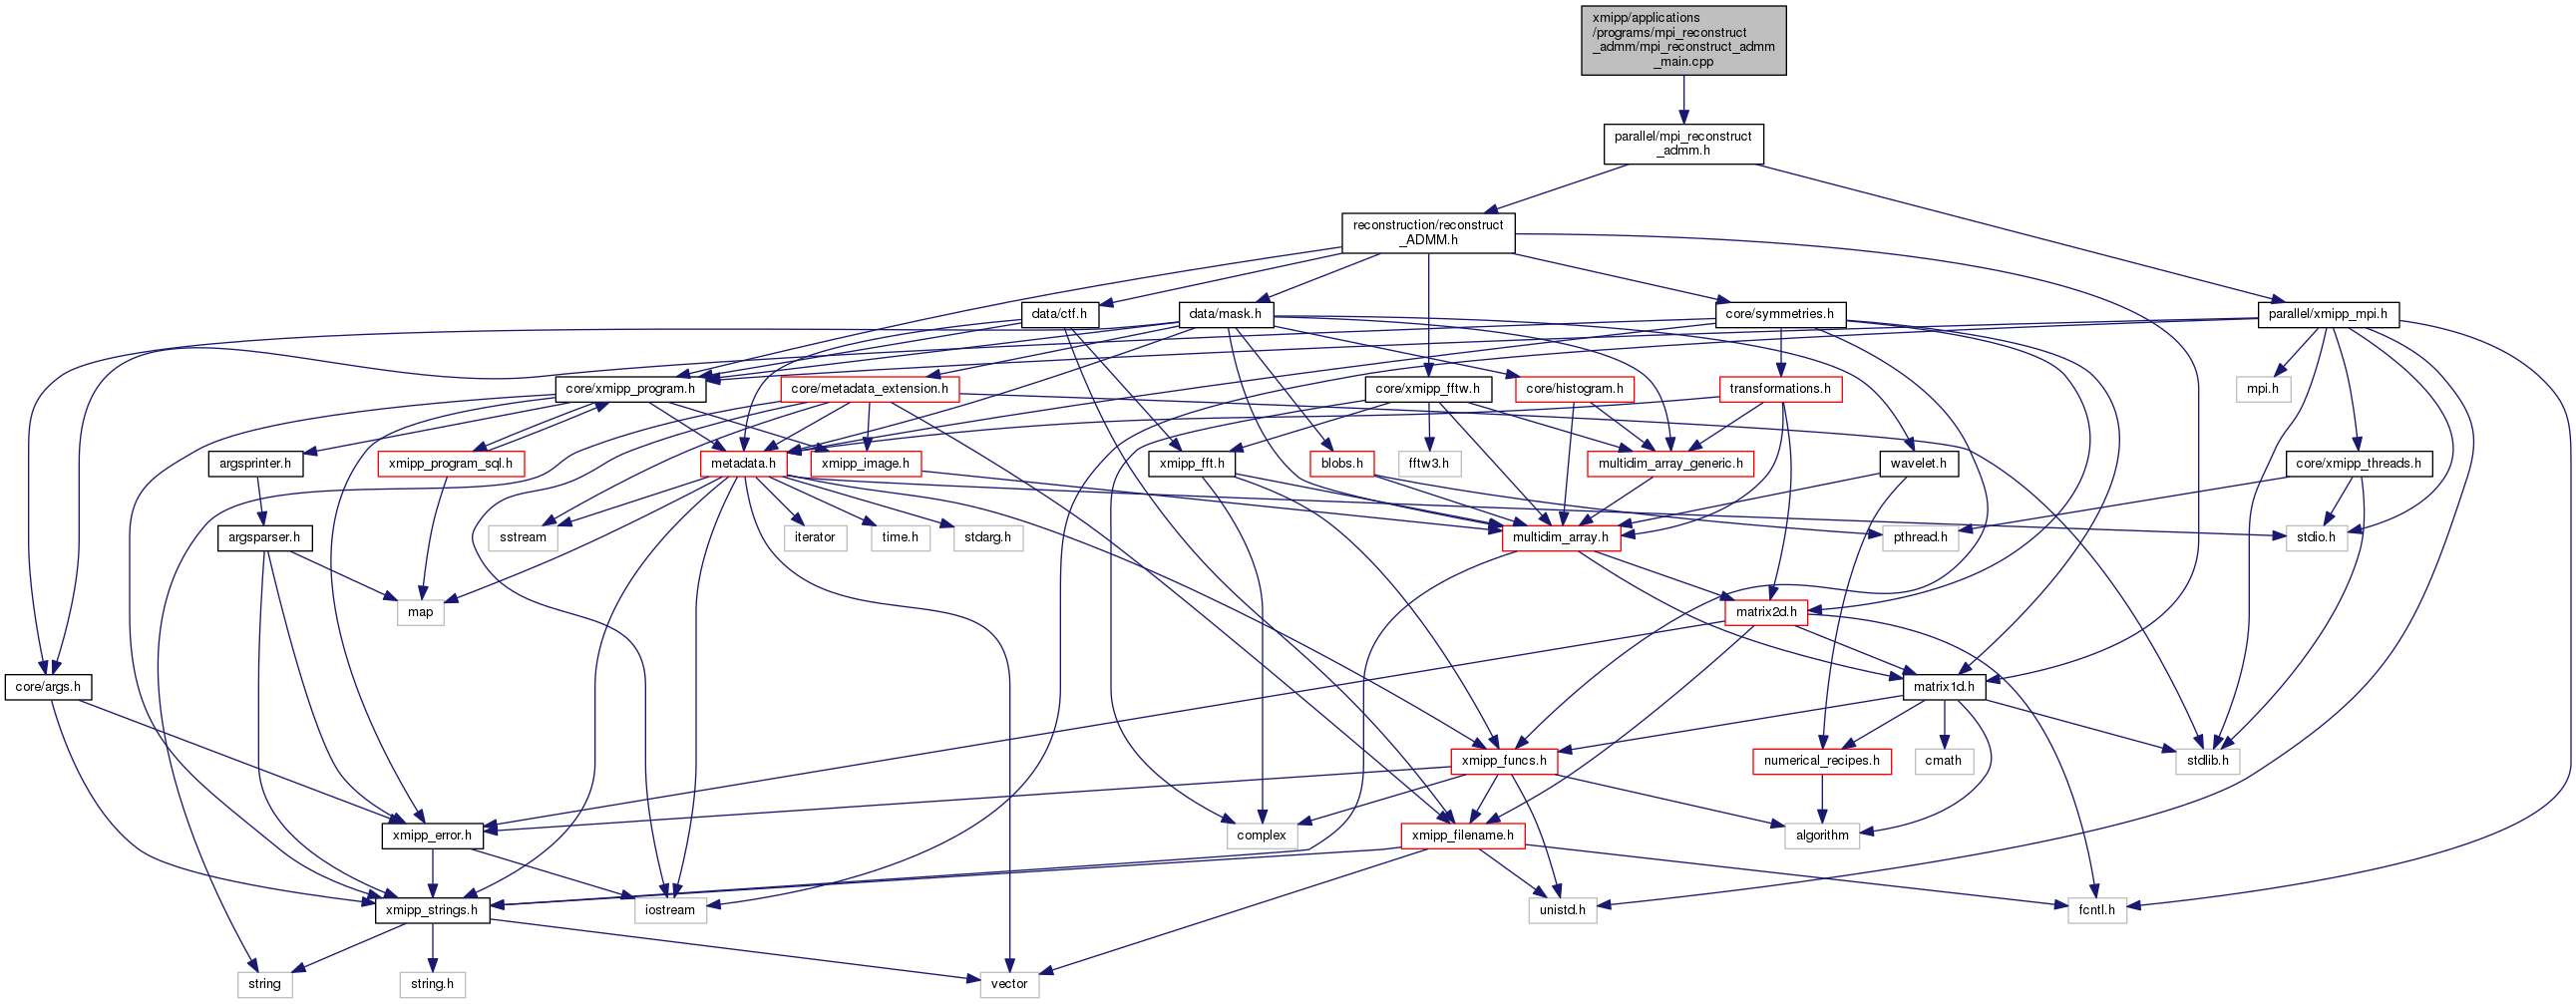 xmipp/applications
/programs/mpi_reconstruct
_admm/mpi_reconstruct_admm
_main.cpp
parallel/mpi_reconstruct
_admm.h
reconstruction/reconstruct
_ADMM.h
data/ctf.h
data/mask.h
core/symmetries.h
parallel/xmipp_mpi.h
core/xmipp_program.h
core/metadata_extension.h
core/xmipp_fftw.h
core/histogram.h
transformations.h
mpi.h
argsprinter.h
xmipp_program_sql.h
metadata.h
xmipp_image.h
xmipp_fft.h
blobs.h
fftw3.h
multidim_array_generic.h
wavelet.h
core/xmipp_threads.h
argsparser.h
sstream
iterator
time.h
stdarg.h
multidim_array.h
pthread.h
stdio.h
map
matrix2d.h
core/args.h
matrix1d.h
xmipp_funcs.h
numerical_recipes.h
cmath
stdlib.h
xmipp_error.h
complex
xmipp_filename.h
algorithm
xmipp_strings.h
iostream
unistd.h
fcntl.h
string
string.h
vector